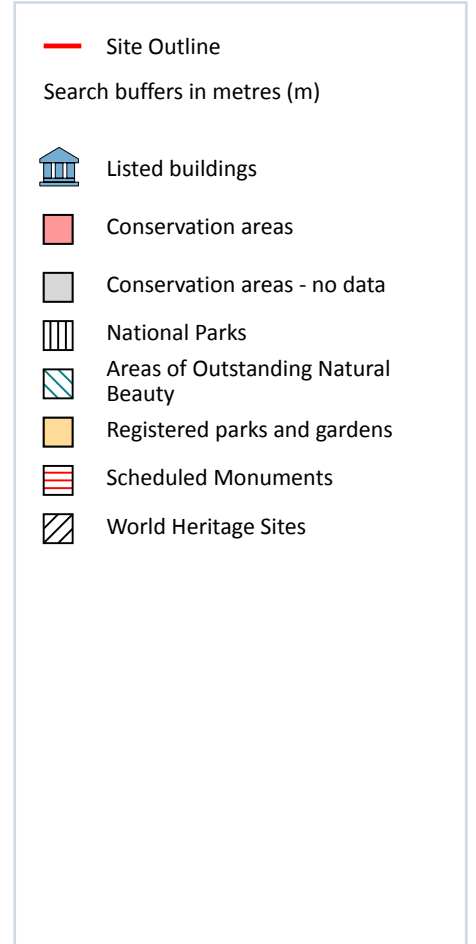 Site Outline
Search buffers in metres (m)
Listed buildings
Conservation areas
Conservation areas - no data
National Parks
Areas of Outstanding Natural
Beauty
Registered parks and gardens
Scheduled Monuments
World Heritage Sites